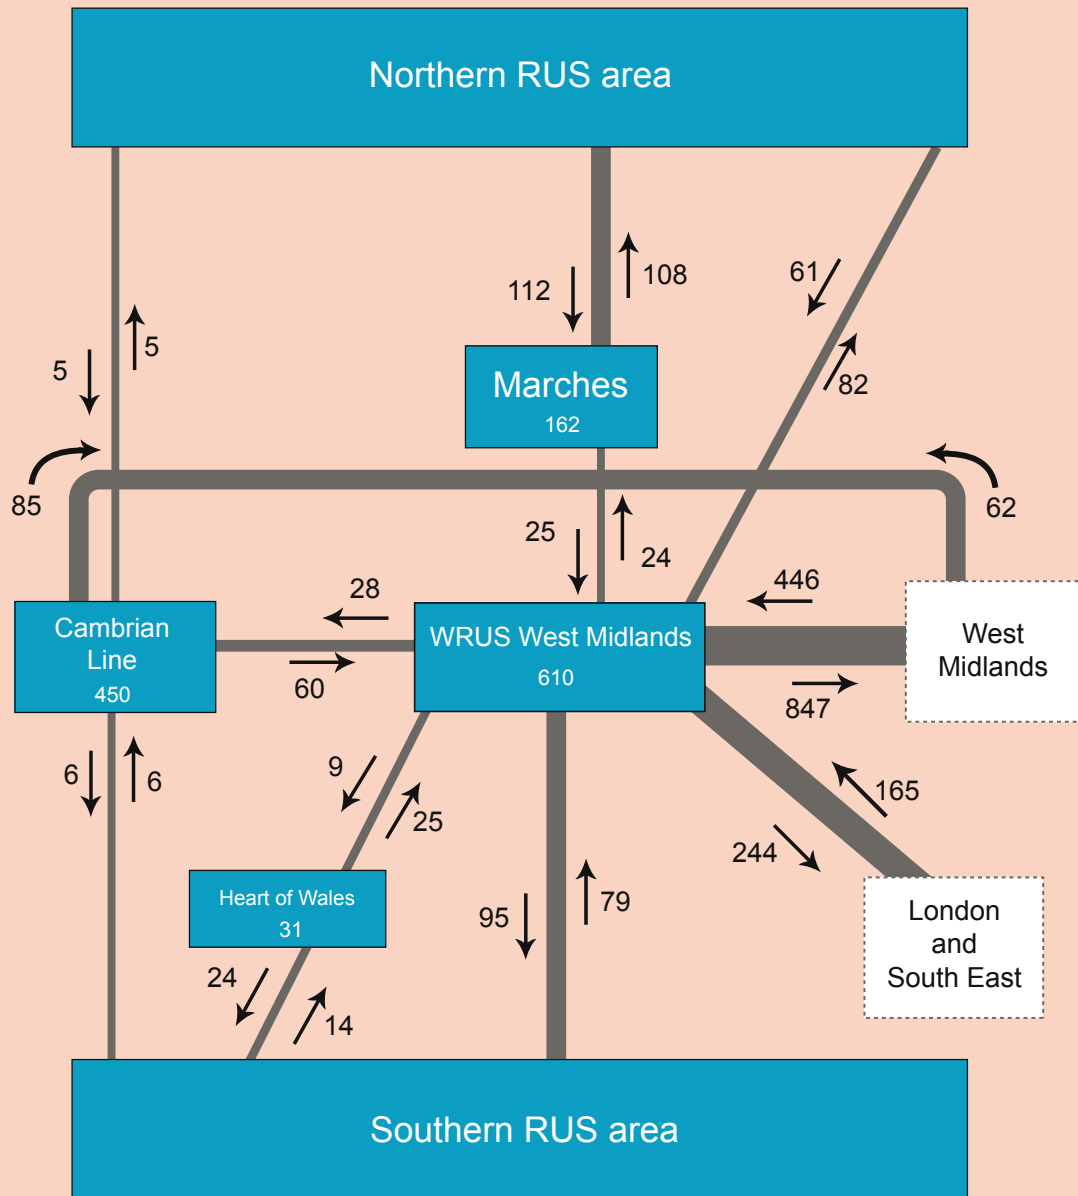 Northern RUS area
61
112
108
5
5
82
Marches
162
85
62
25
24
446
28
Cambrian
Line
450
60
WRUS West Midlands
610
West
Midlands
847
6
6
9
25
165
244
Heart of Wales
31
95
79
London
and
South East
24
14
Southern RUS area